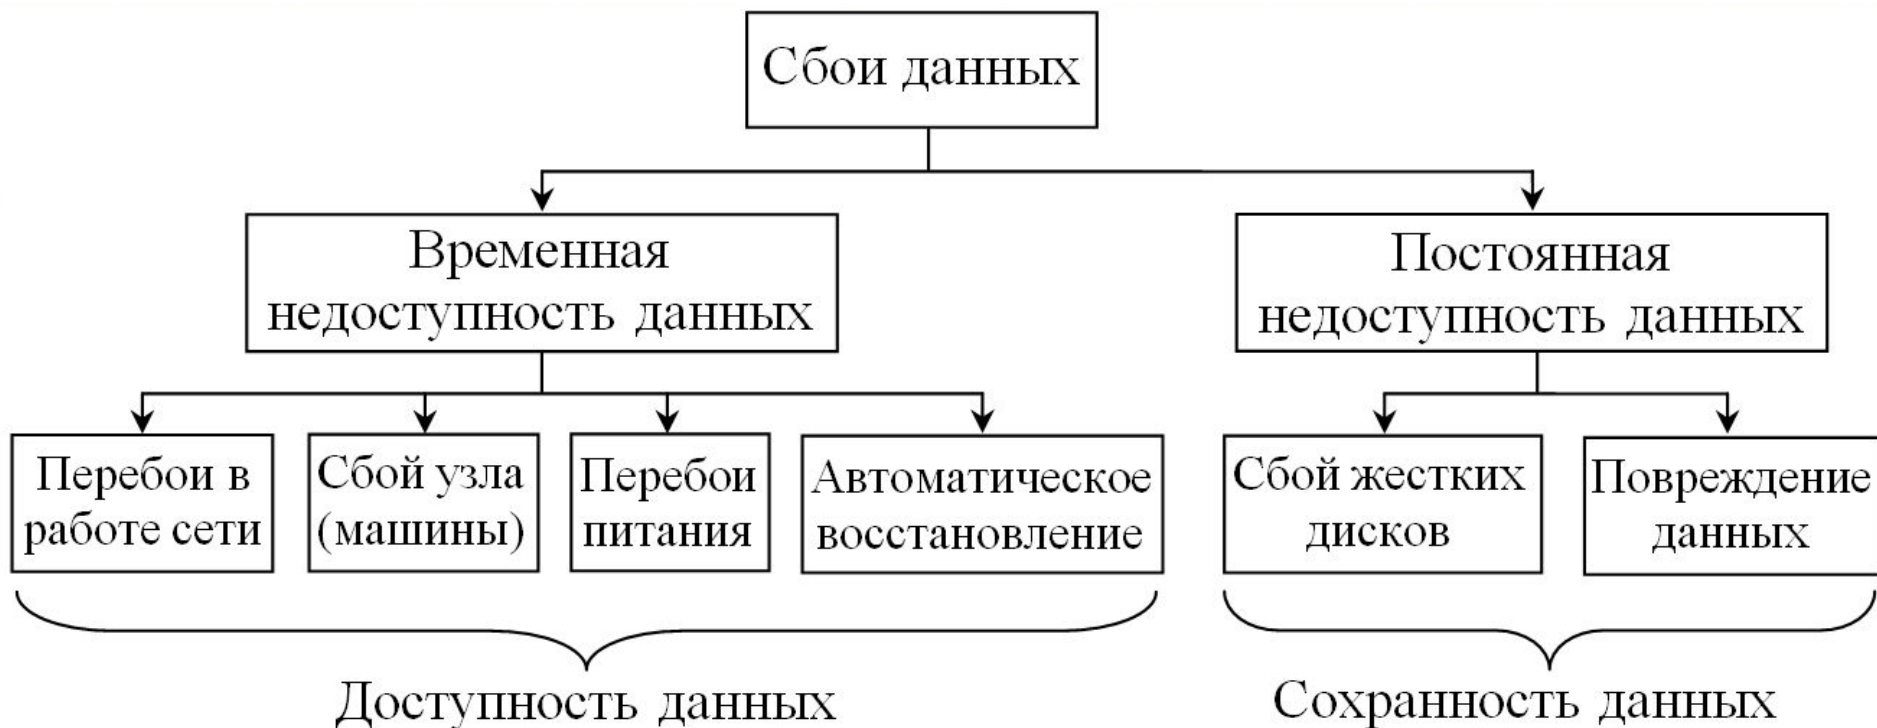 Сбои данных
Временная
недоступность данных
Постоянная
недоступность данных
Перебои в
работе сети
Сбой узла
(машины)
Перебои
питания
Автоматическое
восстановление
Сбой жестких
дисков
Повреждение
данных
Доступность данных
Сохранность данных